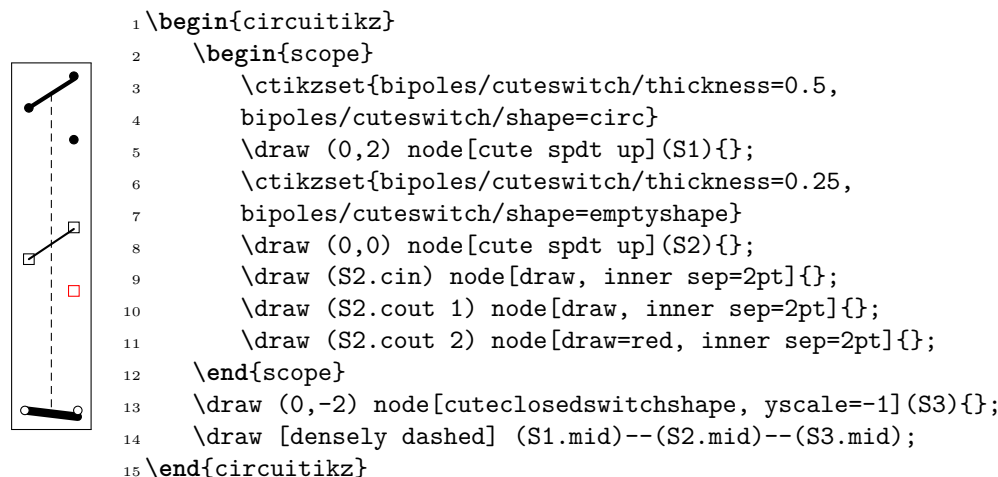 1 \begin{circuitikz}
2     \begin{scope}
3         \ctikzset{bipoles/cuteswitch/thickness=0.5,
4         bipoles/cuteswitch/shape=circ}
5         \draw (0,2) node[cute spdt up](S1){};
6         \ctikzset{bipoles/cuteswitch/thickness=0.25,
7         bipoles/cuteswitch/shape=emptyshape}
8         \draw (0,0) node[cute spdt up](S2){};
9         \draw (S2.cin) node[draw, inner sep=2pt]{};
10         \draw (S2.cout 1) node[draw, inner sep=2pt]{};
11         \draw (S2.cout 2) node[draw=red, inner sep=2pt]{};
12     \end{scope}
13     \draw (0,-2) node[cuteclosedswitchshape, yscale=-1](S3){};
14     \draw [densely dashed] (S1.mid)--(S2.mid)--(S3.mid);
15 \end{circuitikz}